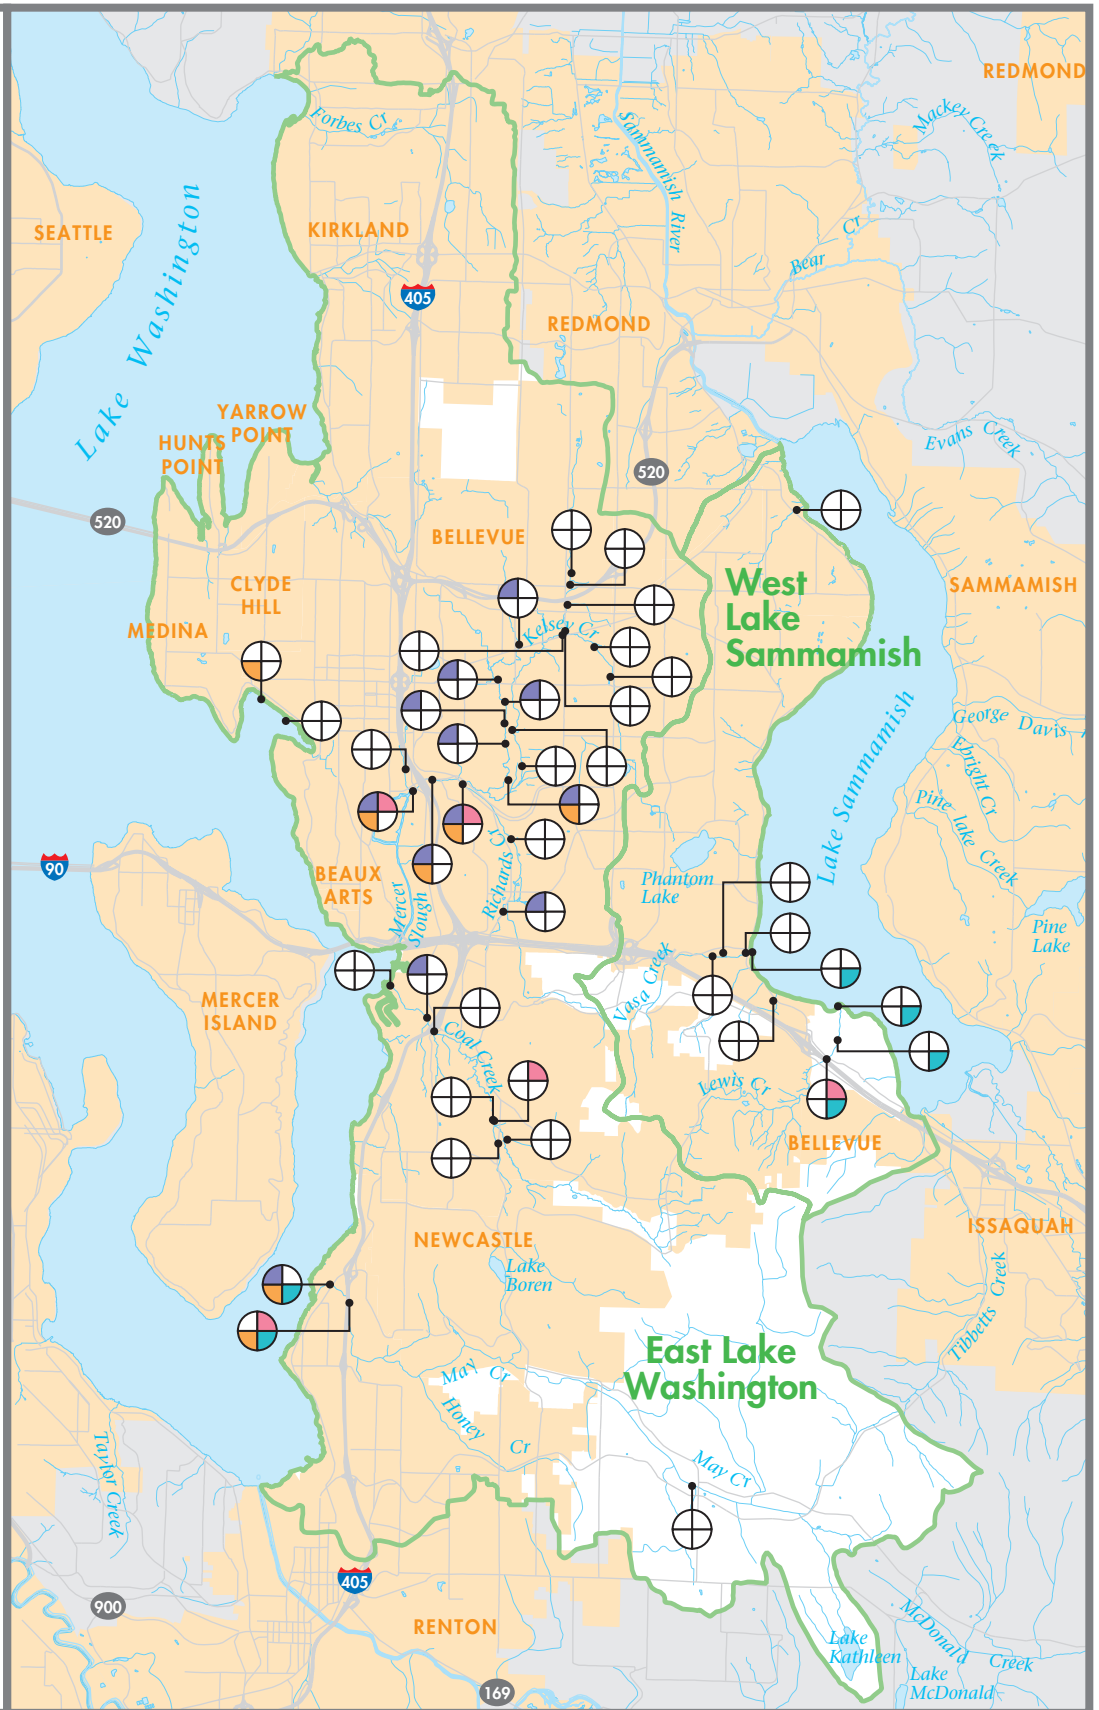 REDMOND
Mackey Creek
Forbes Cr
Sammamish River
SEATTLE
Lake Washington
KIRKLAND
Bear Cr
405
REDMOND
YARROW
POINT
HUNTS
POINT
Evans Creek
520
520
BELLEVUE
CLYDE
HILL
West
Lake
Sammamish
SAMMAMISH
MEDINA
Kelsey Cr
George Davis
Ebright Cr
Pine lake Creek
Lake Sammamish
90
BEAUX
ARTS
Mercer
Slough
Richards Cr
Phantom
Lake
Pine
Lake
Vasa Creek
MERCER
ISLAND
Coal Creek
Lewis Cr
BELLEVUE
ISSAQUAH
NEWCASTLE
Lake
Boren
Tibbetts Creek
East Lake
Washington
May Cr
Honey Cr
May Cr
Taylor Creek
405
900
RENTON
McDonald Creek
Lake
Kathleen
Lake
McDonald
169